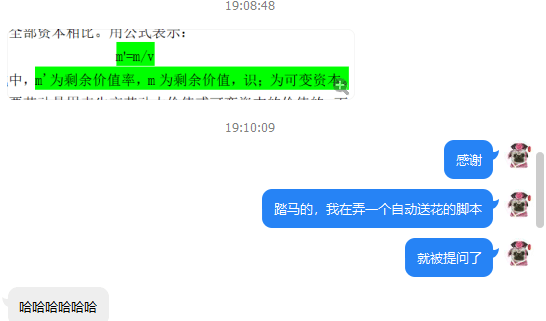 19:08:48
全部资本相比。用公式表示:
m'=m/v
中,m'为剩余价值率,m为剩余价值,识;为可变资本,
19:10:09
感谢
踏马的,我在弄一个自动送花的脚本
就被提问了
哈哈哈哈哈哈